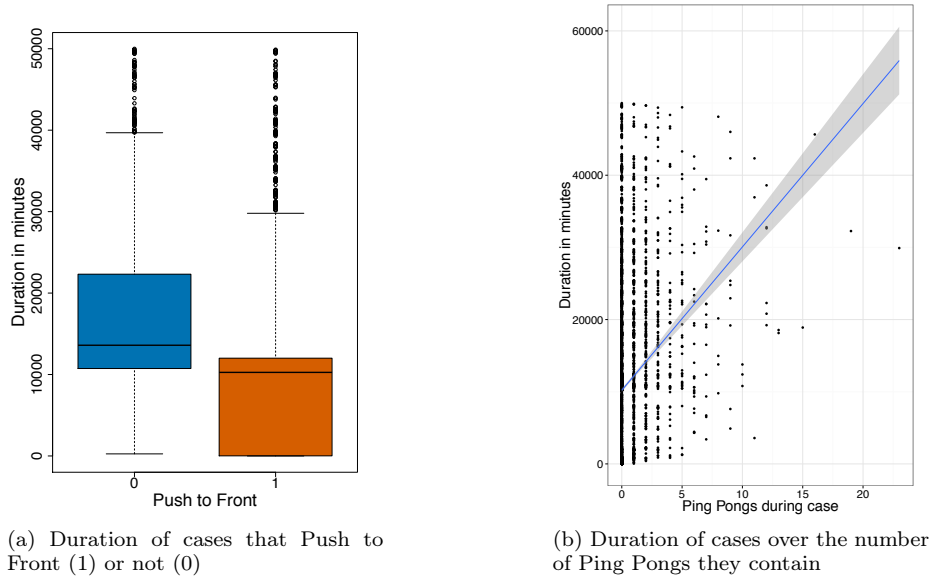 50000
40000
30000
20000
10000
0
Duration in minutes
0 1
Push to Front
(a) Duration of cases that Push to
Front (1) or not (0)
60000
40000
20000
0
Duration in minutes
0 5 10 15 20
Ping Pongs during case
(b) Duration of cases over the number
of Ping Pongs they contain